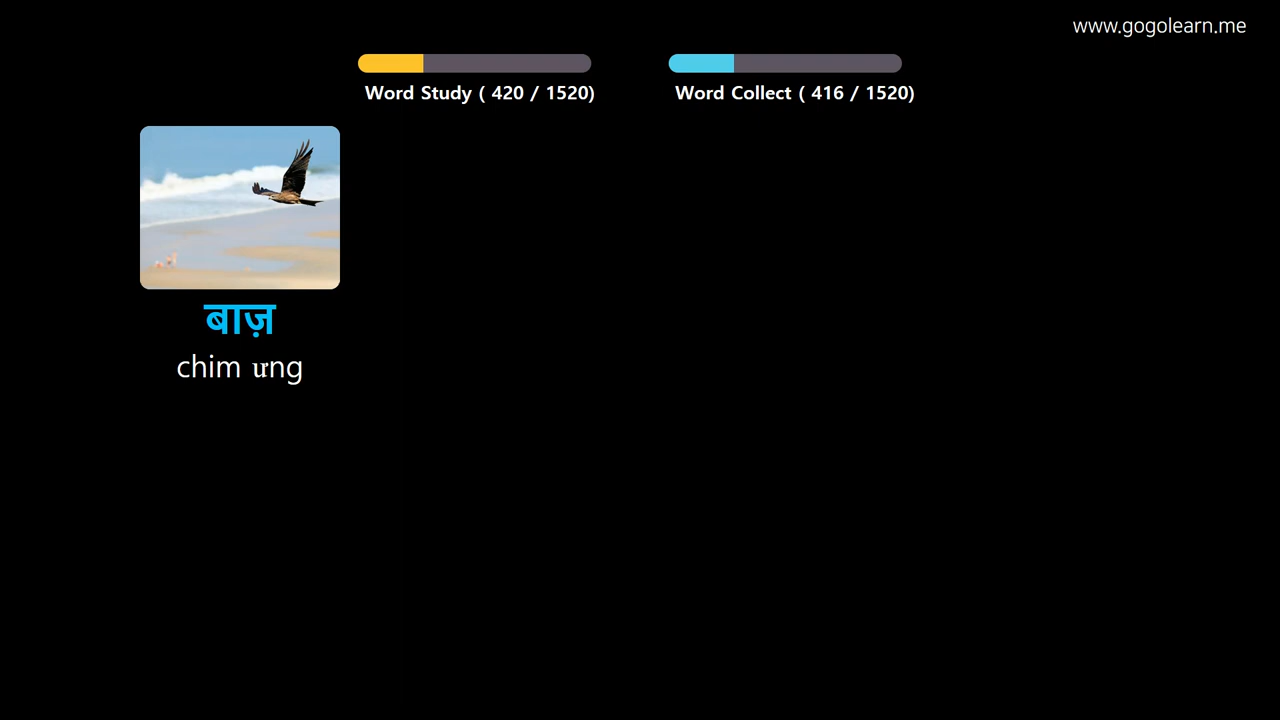 www.gogolearn.me
Word Study ( 420 / 1520)
Word Collect ( 416 / 1520)
बाज़
chim ưng